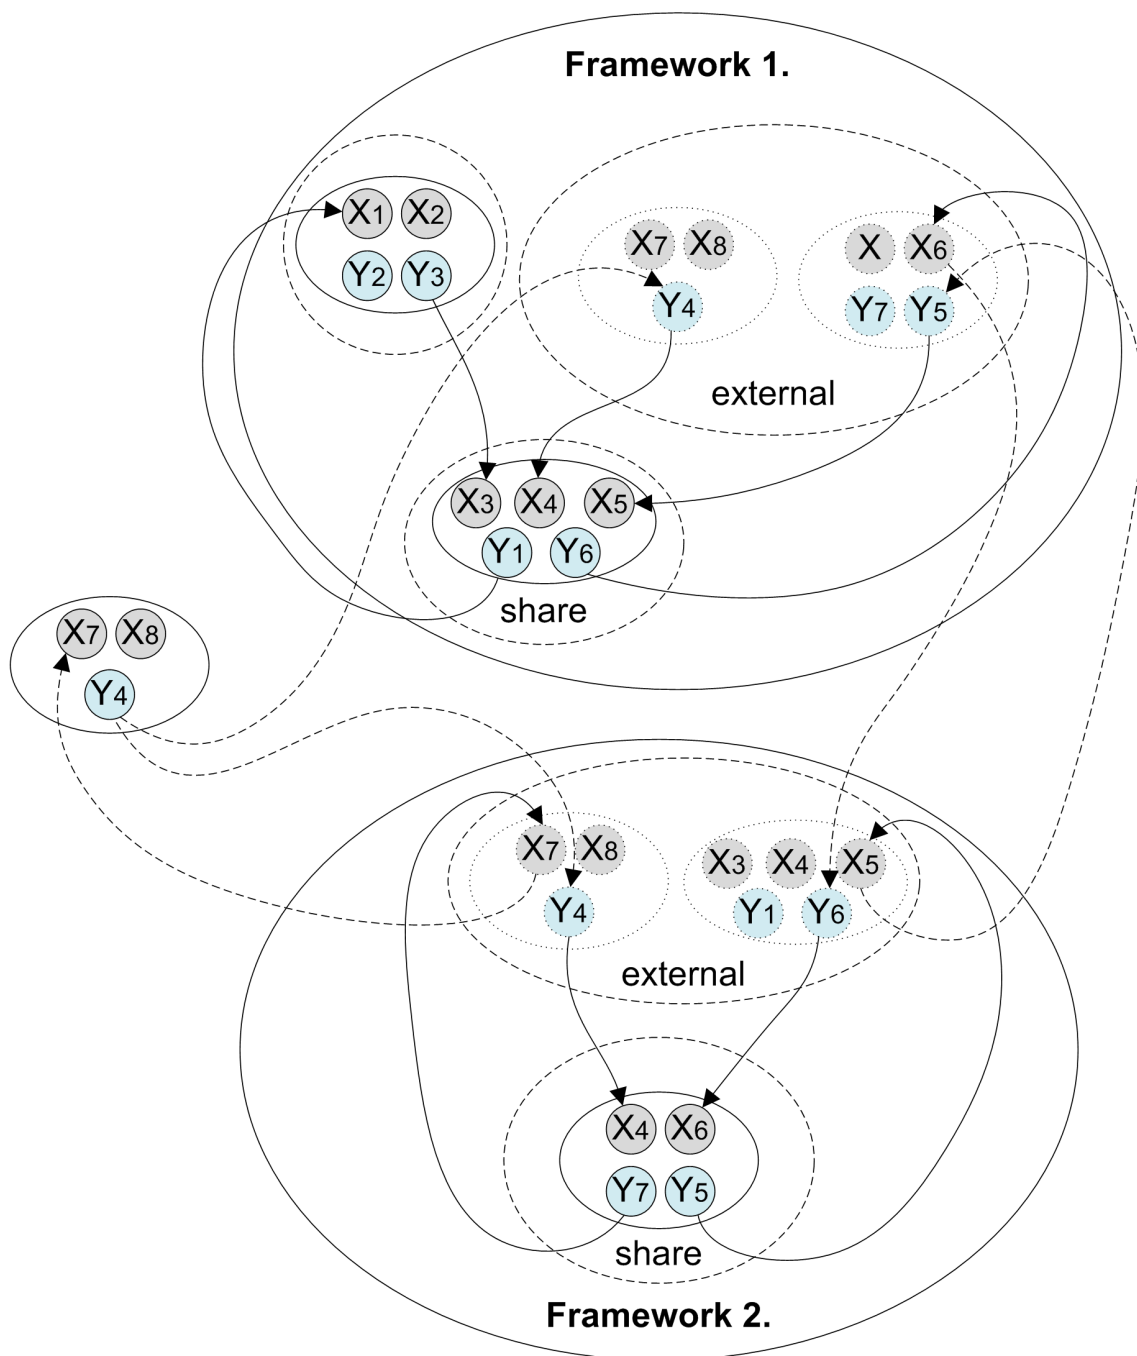 Framework 1.
X1 X2
Y2 Y3
X7 X8
Y4
X X6
Y7 Y5
external
X3 X4 X5
Y1 Y6
share
X7 X8
Y4
X7 X8
Y4
X3 X4 X5
Y1 Y6
external
X4 X6
Y7 Y5
share
Framework 2.